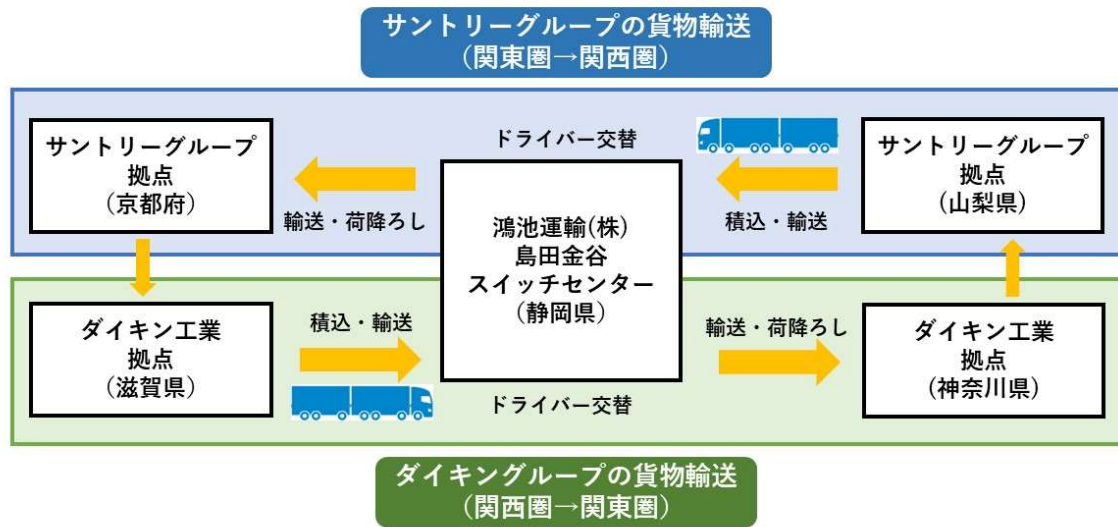 サントリーグループの貨物輸送
（関東圏→関西圏）
サントリーグループ
拠点
（京都府）
輸送・荷降ろし
ドライバー交替
鴻池運輸(株)
島田金谷
スイッチセンター
（静岡県）
ドライバー交替
積込・輸送
サントリーグループ
拠点
（山梨県）
ダイキン工業
拠点
（滋賀県）
積込・輸送
輸送・荷降ろし
ダイキン工業
拠点
（神奈川県）
ダイキングループの貨物輸送
（関西圏→関東圏）